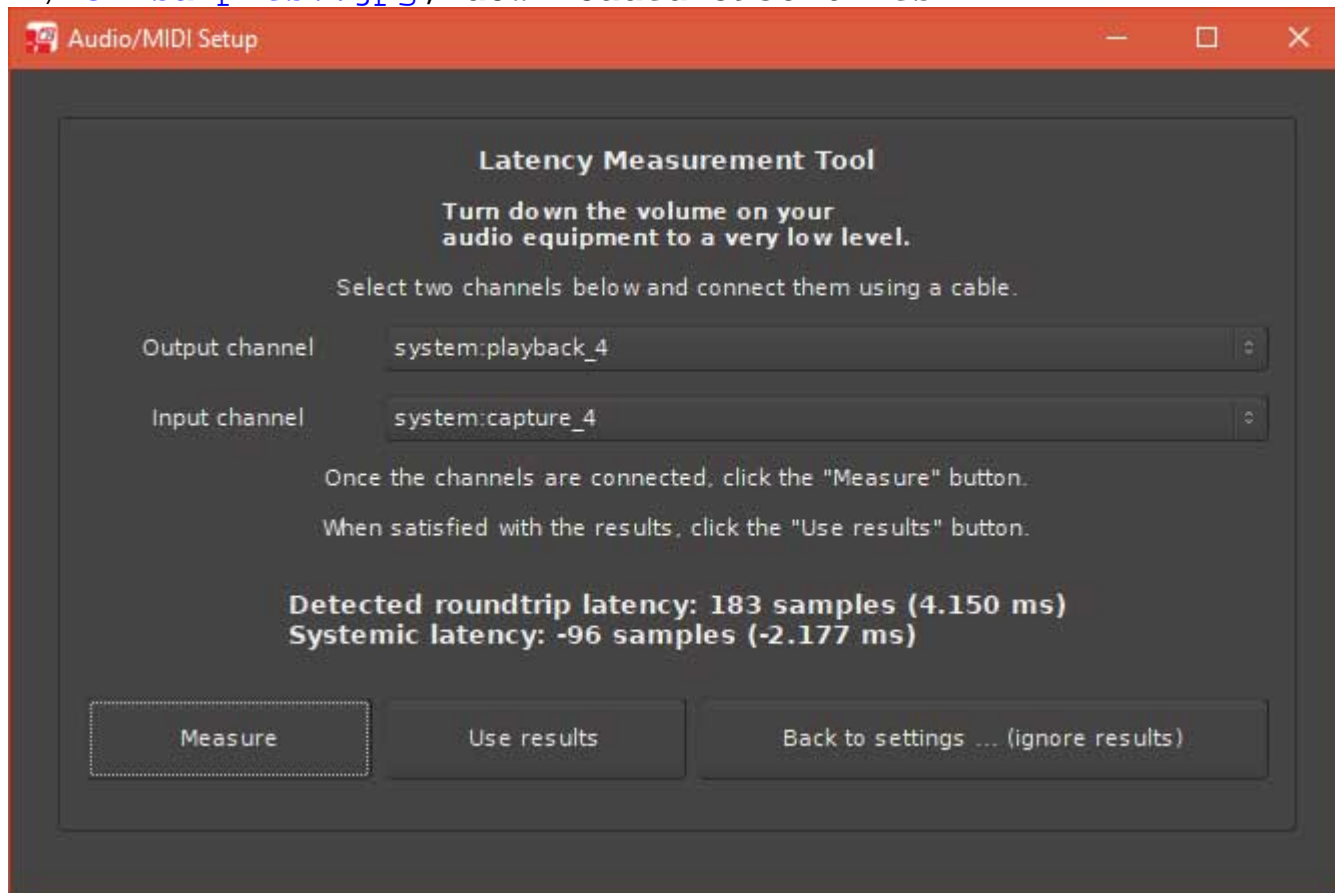 Audio/MIDI Setup
Latency Measurement Tool
Turn down the volume on your
audio equipment to a very low level.
Select two channels below and connect them using a cable.
Output channel system:playback_4
Input channel system:capture_4
Once the channels are connected, click the "Measure" button.
When satisfied with the results, click the "Use results" button.
Detected roundtrip latency: 183 samples (4.150 ms)
Systemic latency: -96 samples (-2.177 ms)
Measure Use results Back to settings ... (ignore results)